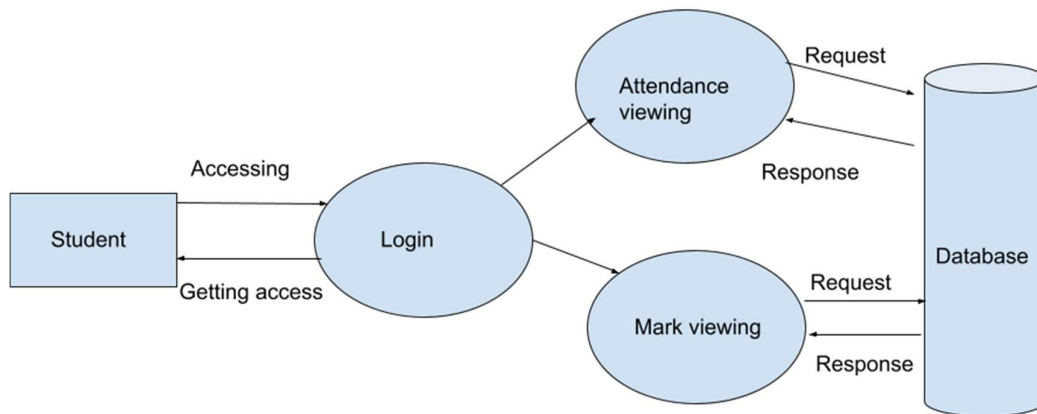 Student
Accessing
Getting access
Login
Attendance
viewing
Request
Response
Mark viewing
Request
Response
Database